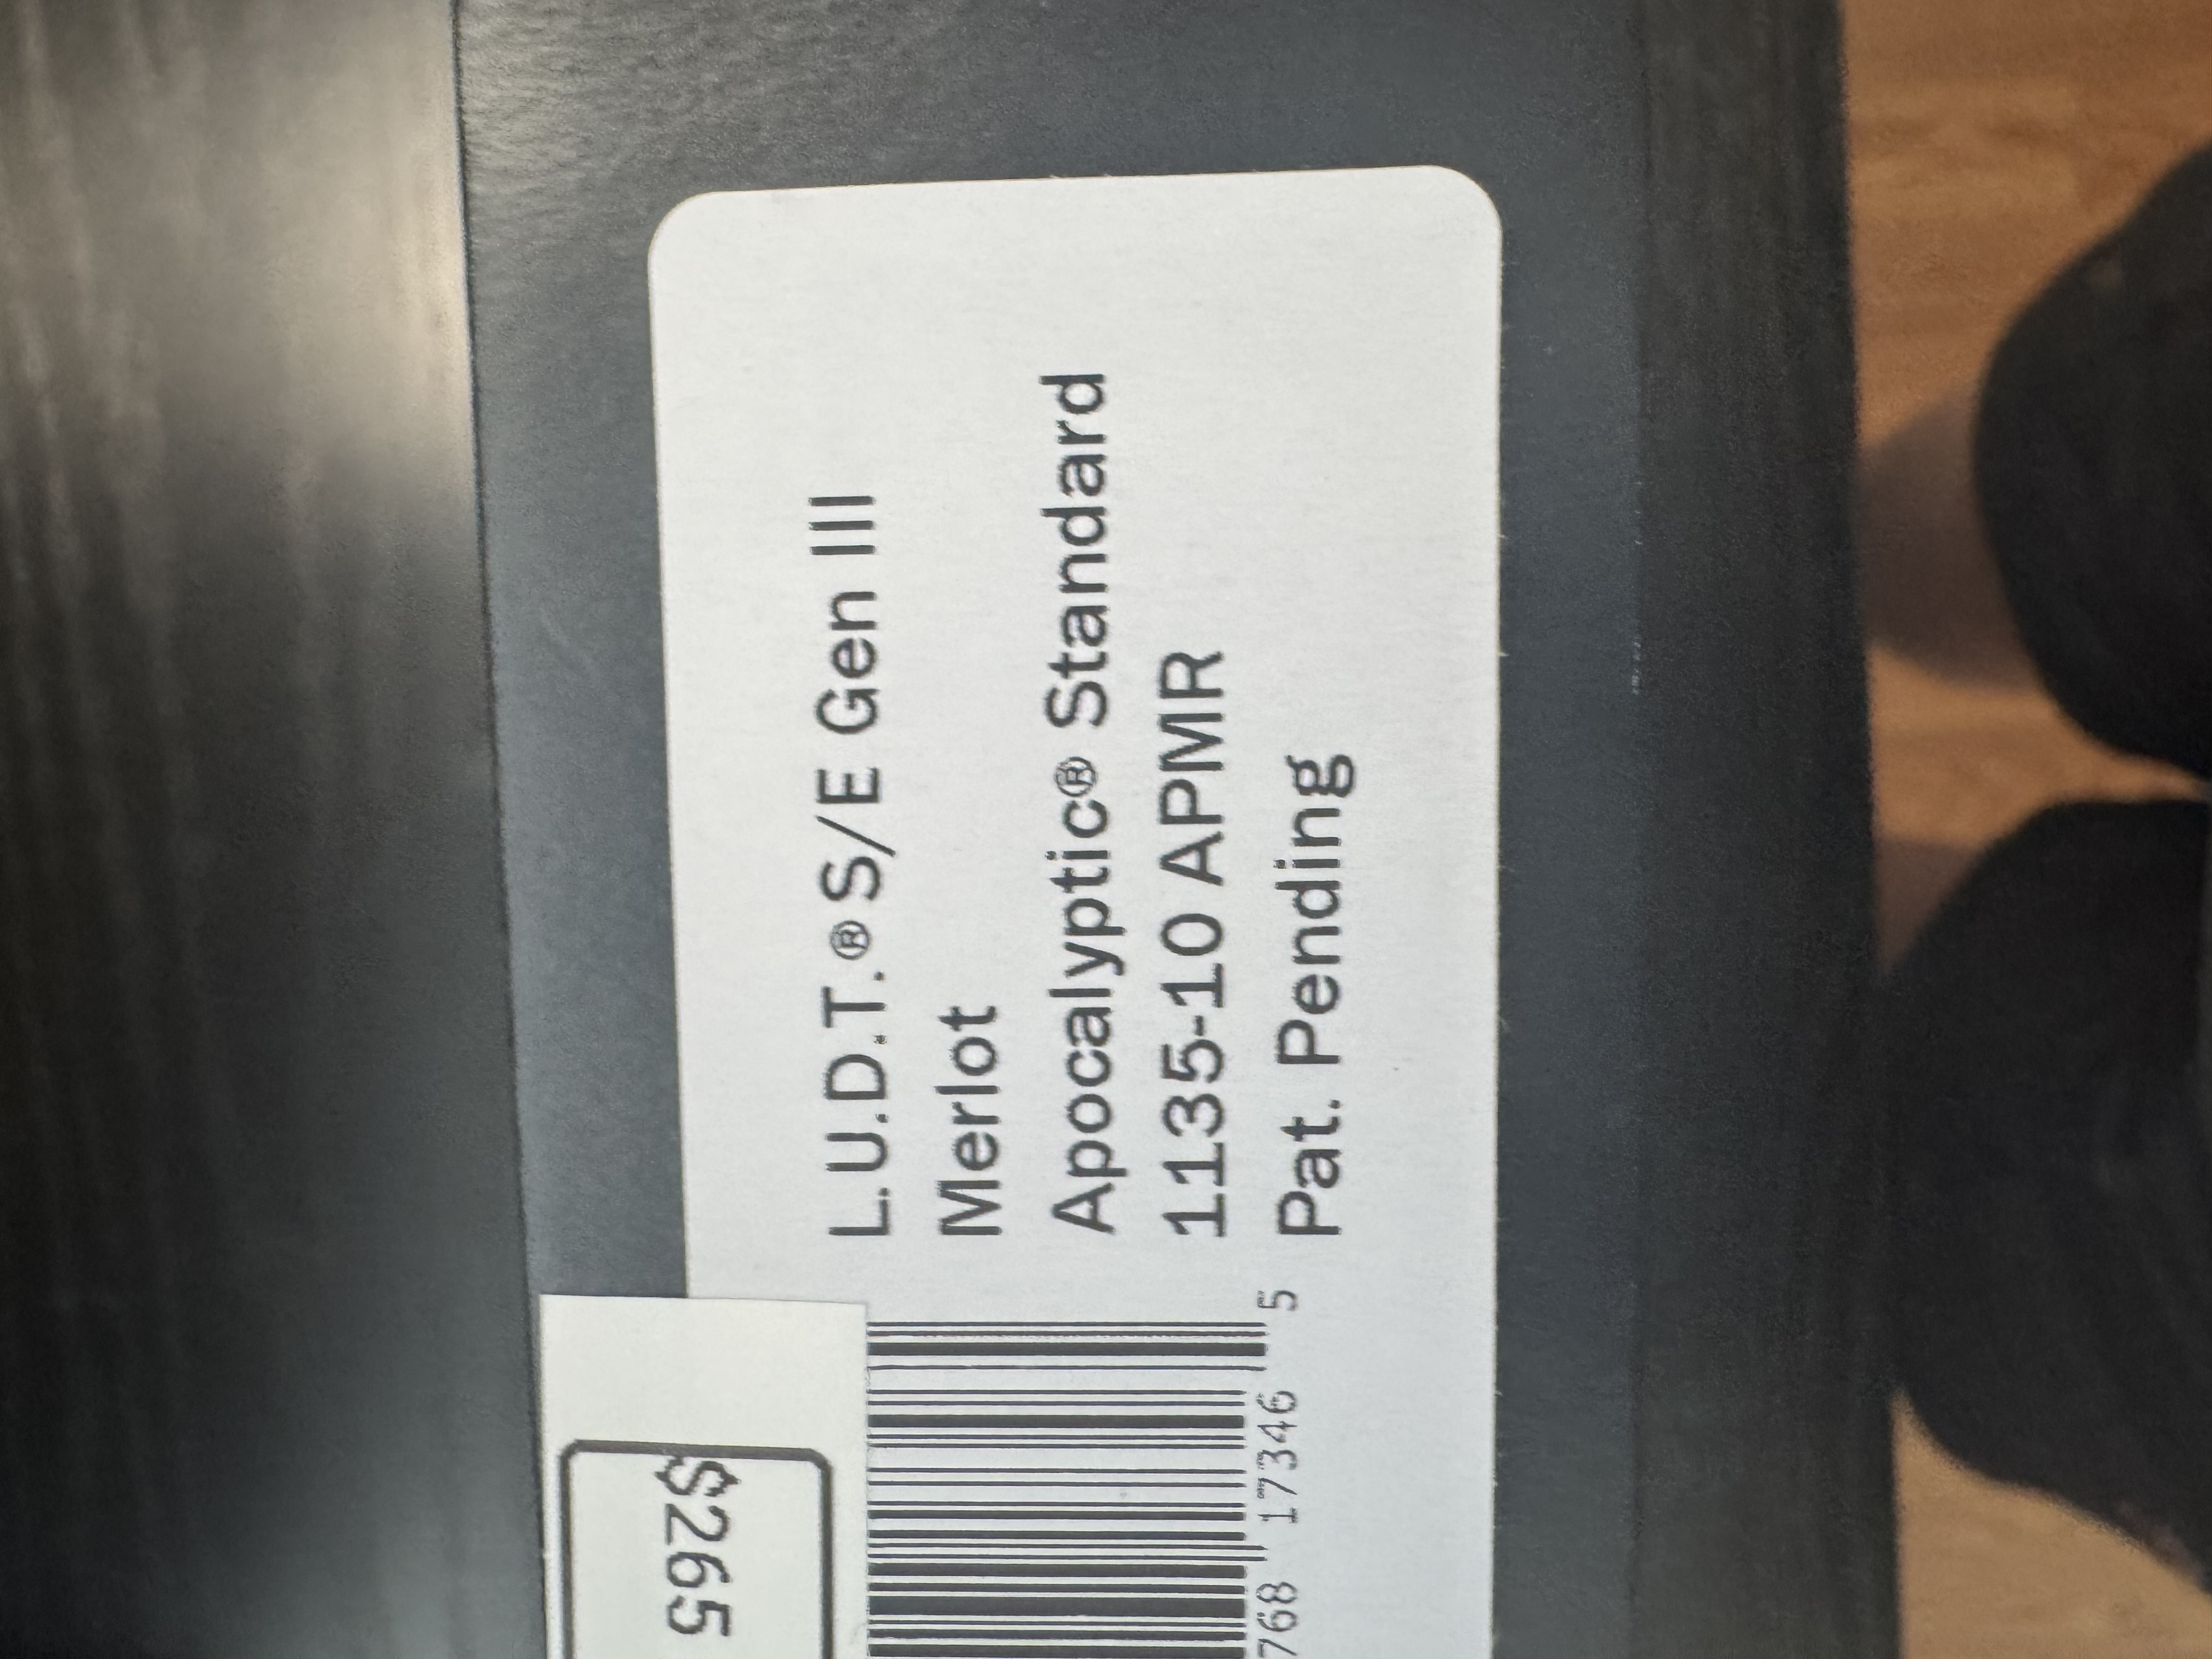 L.U.D.T.® S/E Gen III
Merlot
Apocalyptic® Standard
1135-10 APMR
Pat. Pending
768 17346 5
$265